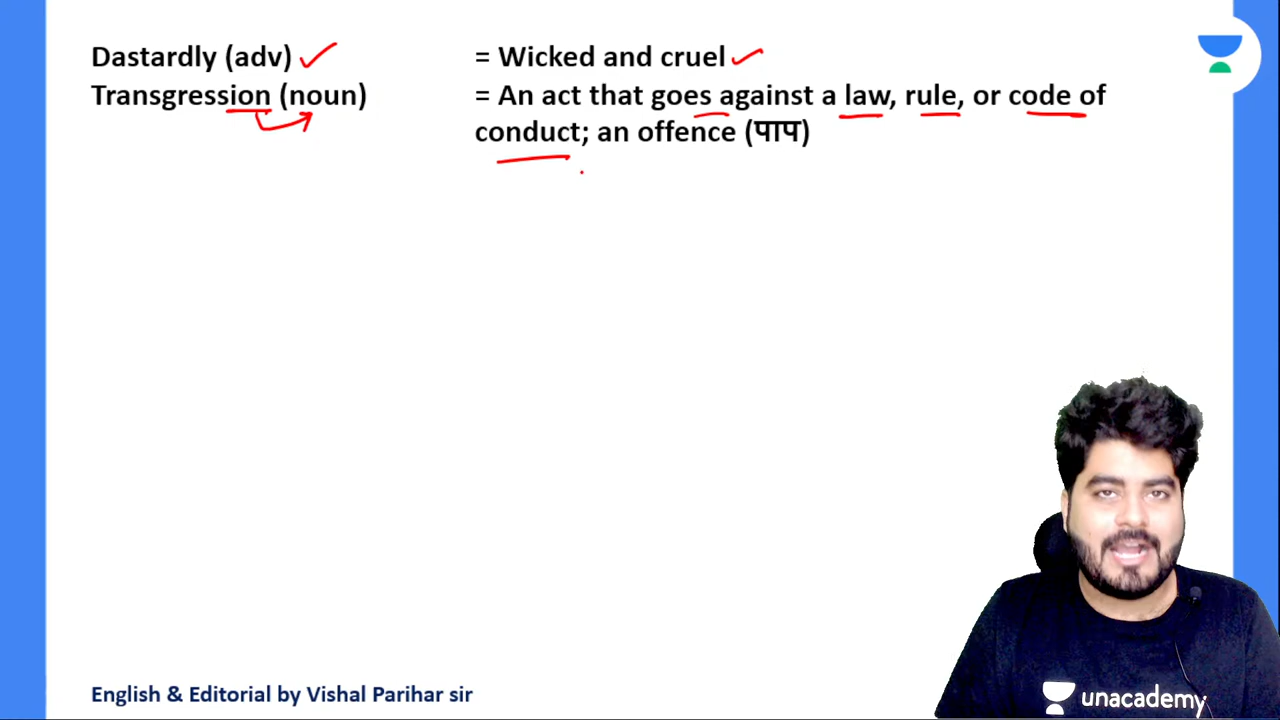 Dastardly (adv) = Wicked and cruel
Transgression (noun) = An act that goes against a law, rule, or code of
conduct; an offence (पाप)
English & Editorial by Vishal Parihar sir
unacademy